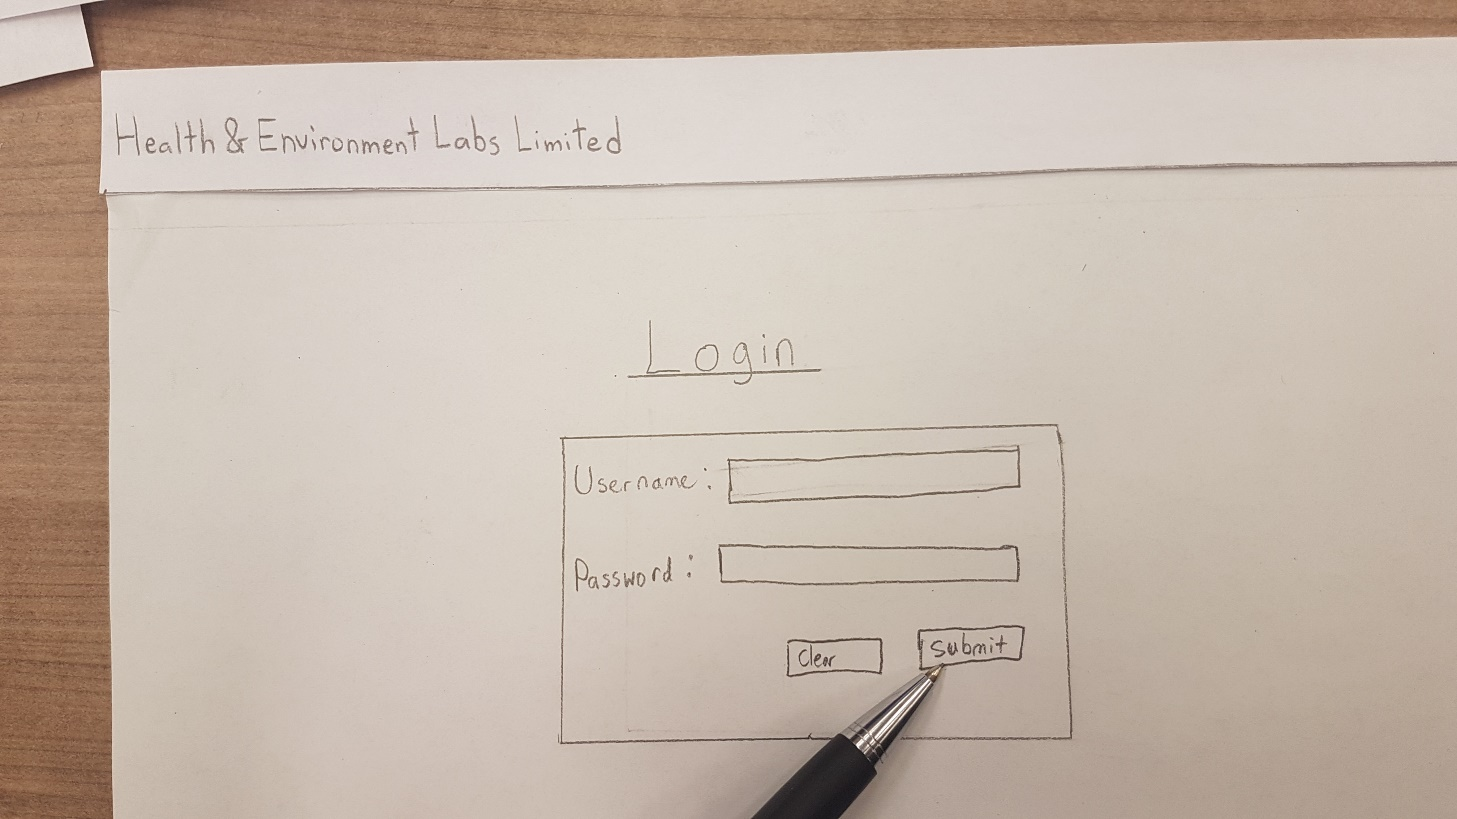 Health & Environment Labs Limited
Login
Username:
Password:
Clear
Submit